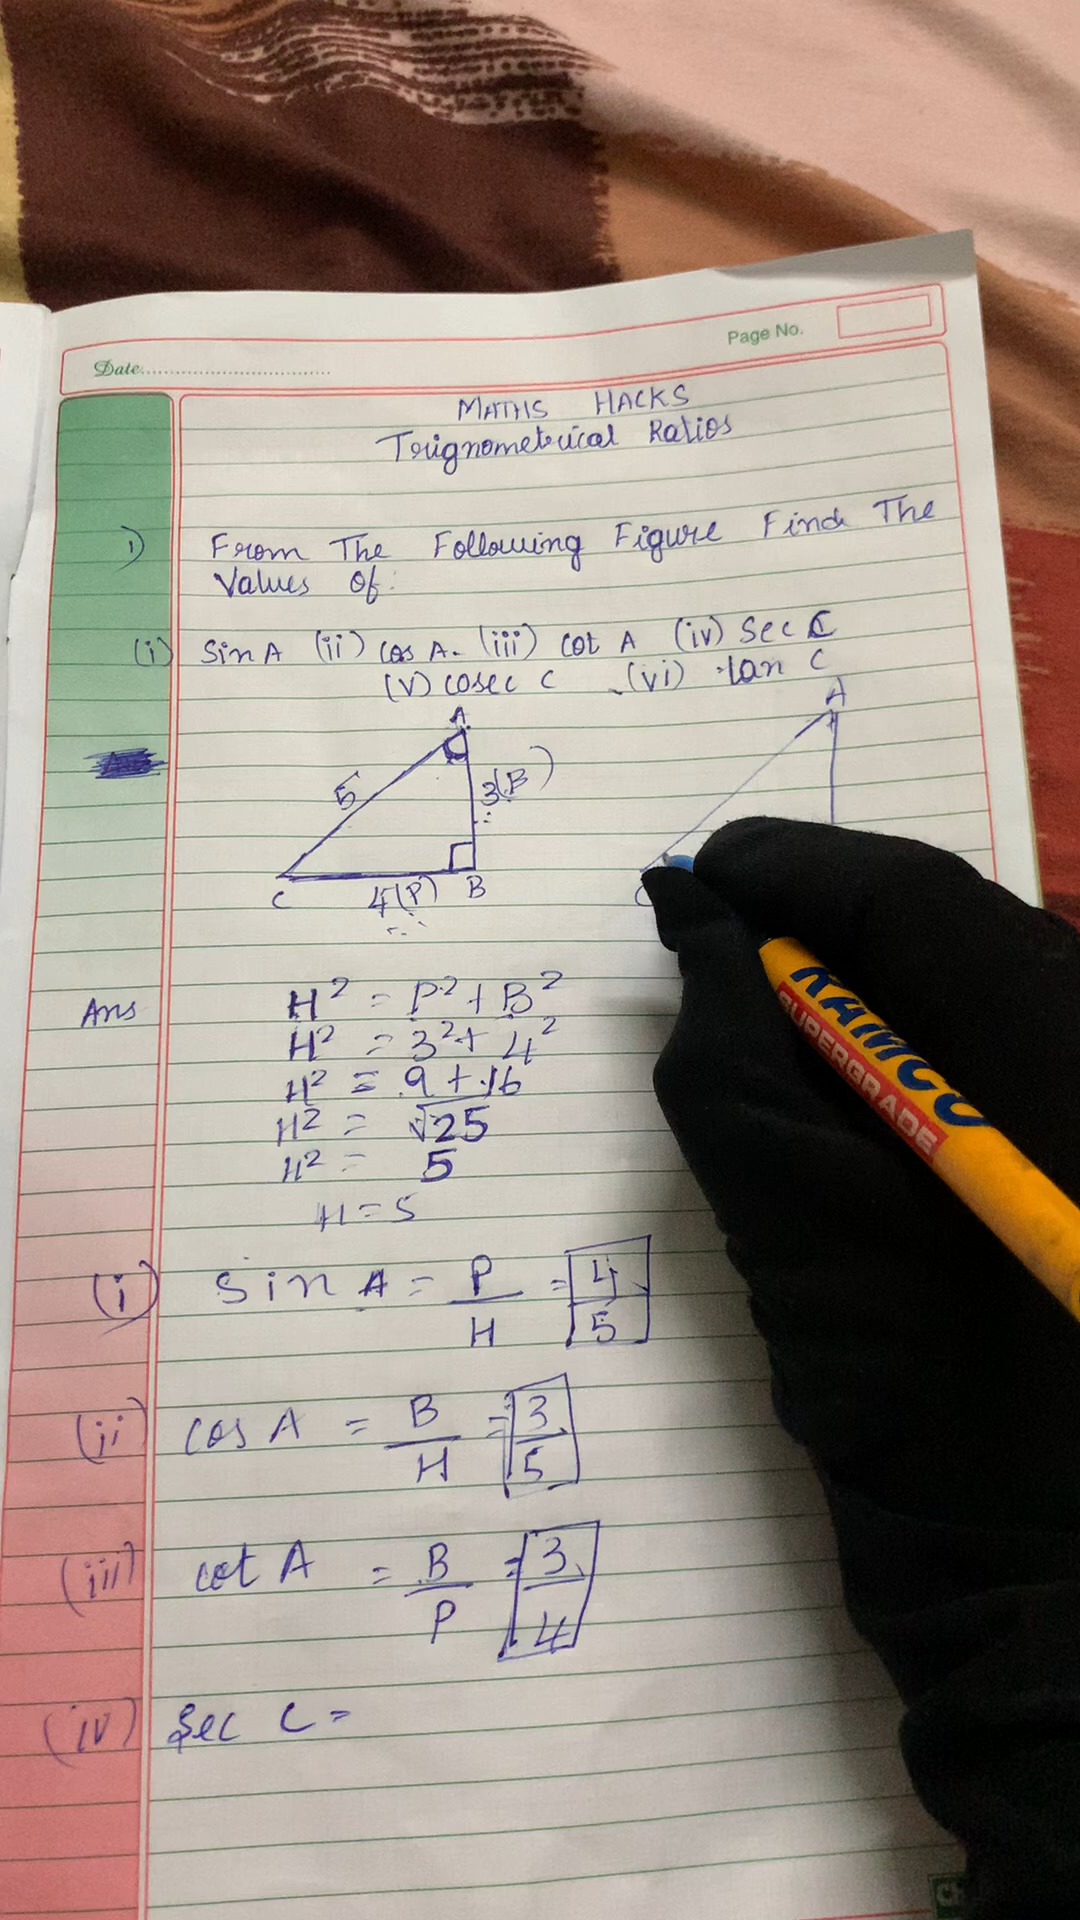 Page No.
Date
MATHS HACKS
Trignometrical Ratios
1) From The Following Figure Find The
Values Of:
(i) Sin A (ii) cos A. (iii) cot A (iv) Sec C
(v) cosec C (vi) tan C
A
A
5
3(B)
C
4(P)
B
C
Ans
H² = P² + B²
H² = 3² + 4²
H² = 9 + 16
H² = √25
H² = 5
H = 5
(i) Sin A = P/H = 4/5
(ii) cos A = B/H = 3/5
(iii) cot A = B/P = 3/4
(iv) Sec C =
RAMCO
SUPERGRADE